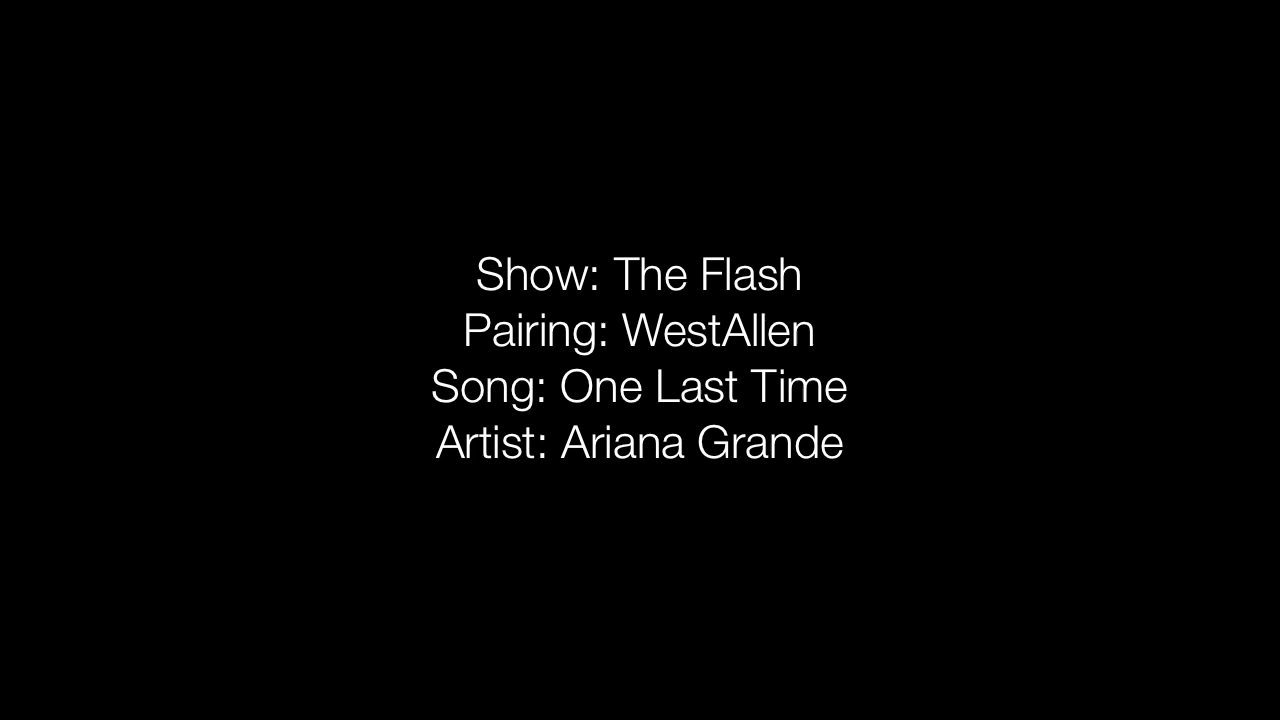 Show: The Flash
Pairing: WestAllen
Song: One Last Time
Artist: Ariana Grande